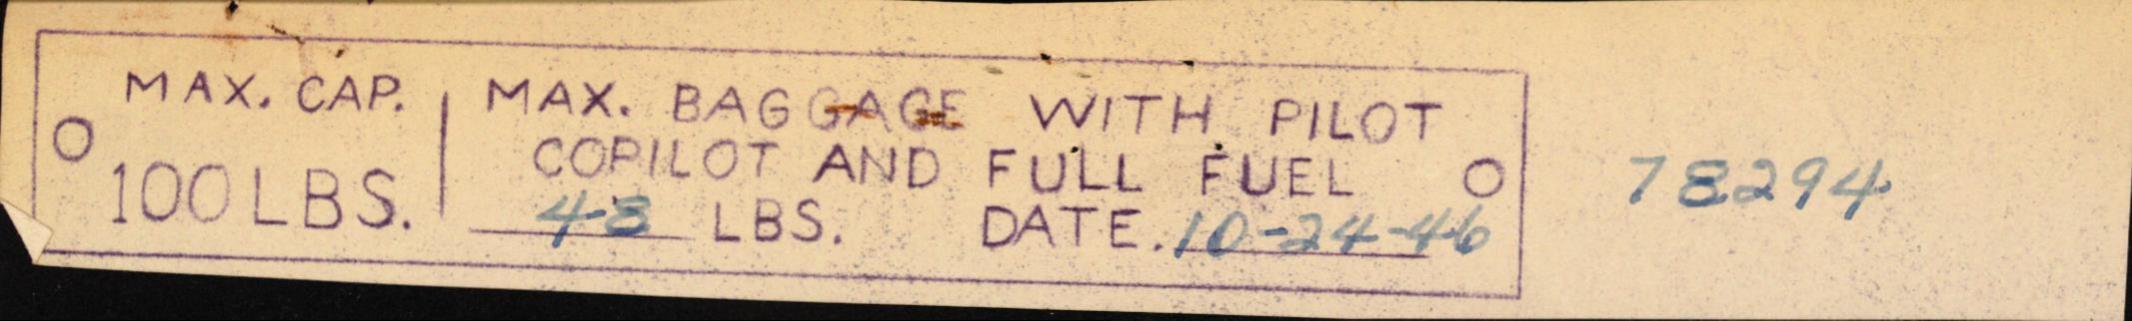 MAX. CAP.
100 LBS.
MAX. BAGGAGE WITH PILOT
COPILOT AND FULL FUEL
48 LBS. DATE. 10-24-46
78294